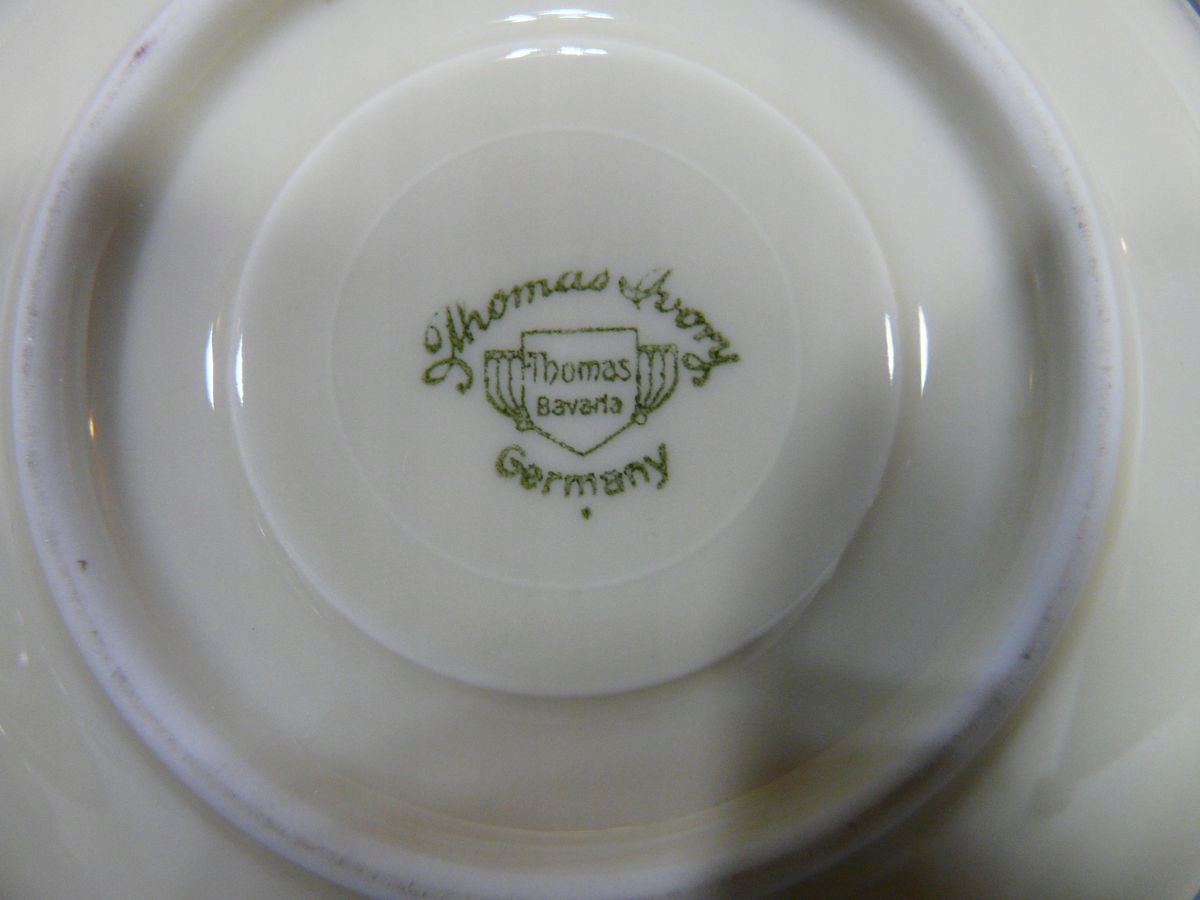 Thomas Ivory
Thomas
Bavaria
Germany